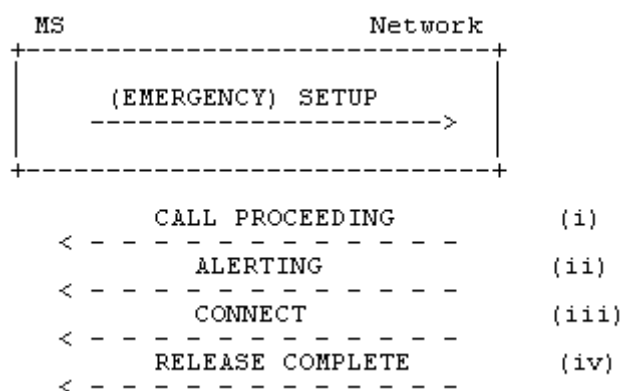 MS Network
(EMERGENCY) SETUP
CALL PROCEEDING (i)
ALERTING (ii)
CONNECT (iii)
RELEASE COMPLETE (iv)